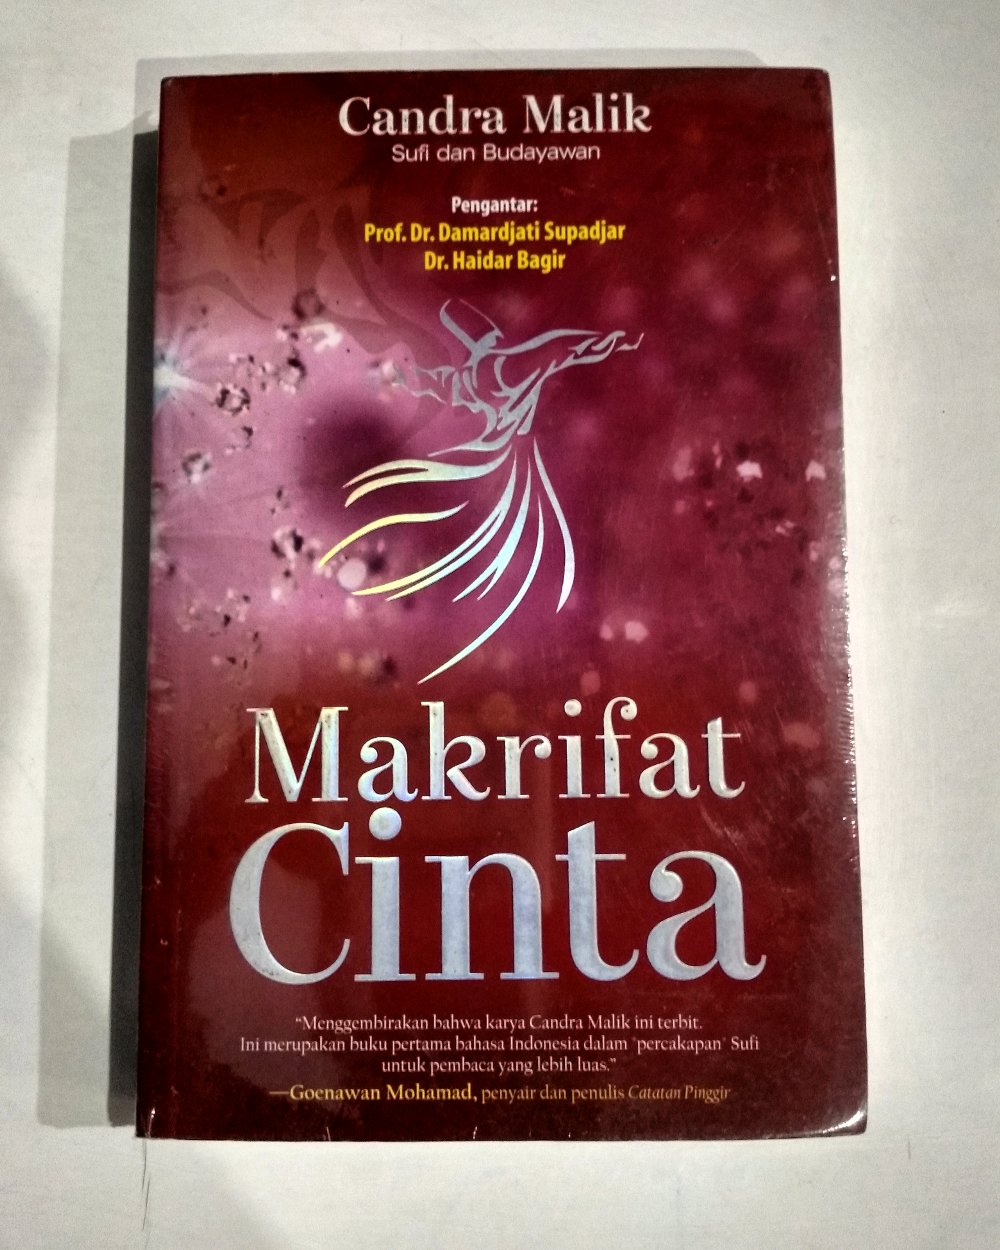 Candra Malik
Sufi dan Budayawan
Pengantar:
Prof. Dr. Damardjati Supadjar
Dr. Haidar Bagir
Makrifat
Cinta
“Menggembirakan bahwa karya Candra Malik ini terbit.
Ini merupakan buku pertama bahasa Indonesia dalam "percakapan" Sufi
untuk pembaca yang lebih luas.”
—Goenawan Mohamad, penyair dan penulis Catatan Pinggir